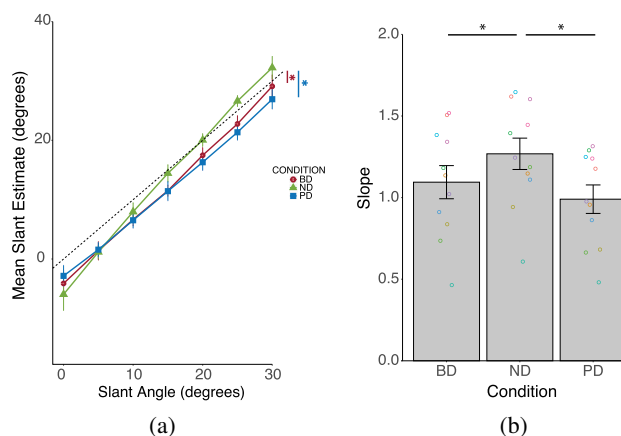 40
20
0
Mean Slant Estimate (degrees)
0
10
20
30
Slant Angle (degrees)
*
*
CONDITION
BD
ND
PD
(a)
2.0
1.5
1.0
0.5
0.0
Slope
*
*
BD
ND
PD
Condition
(b)